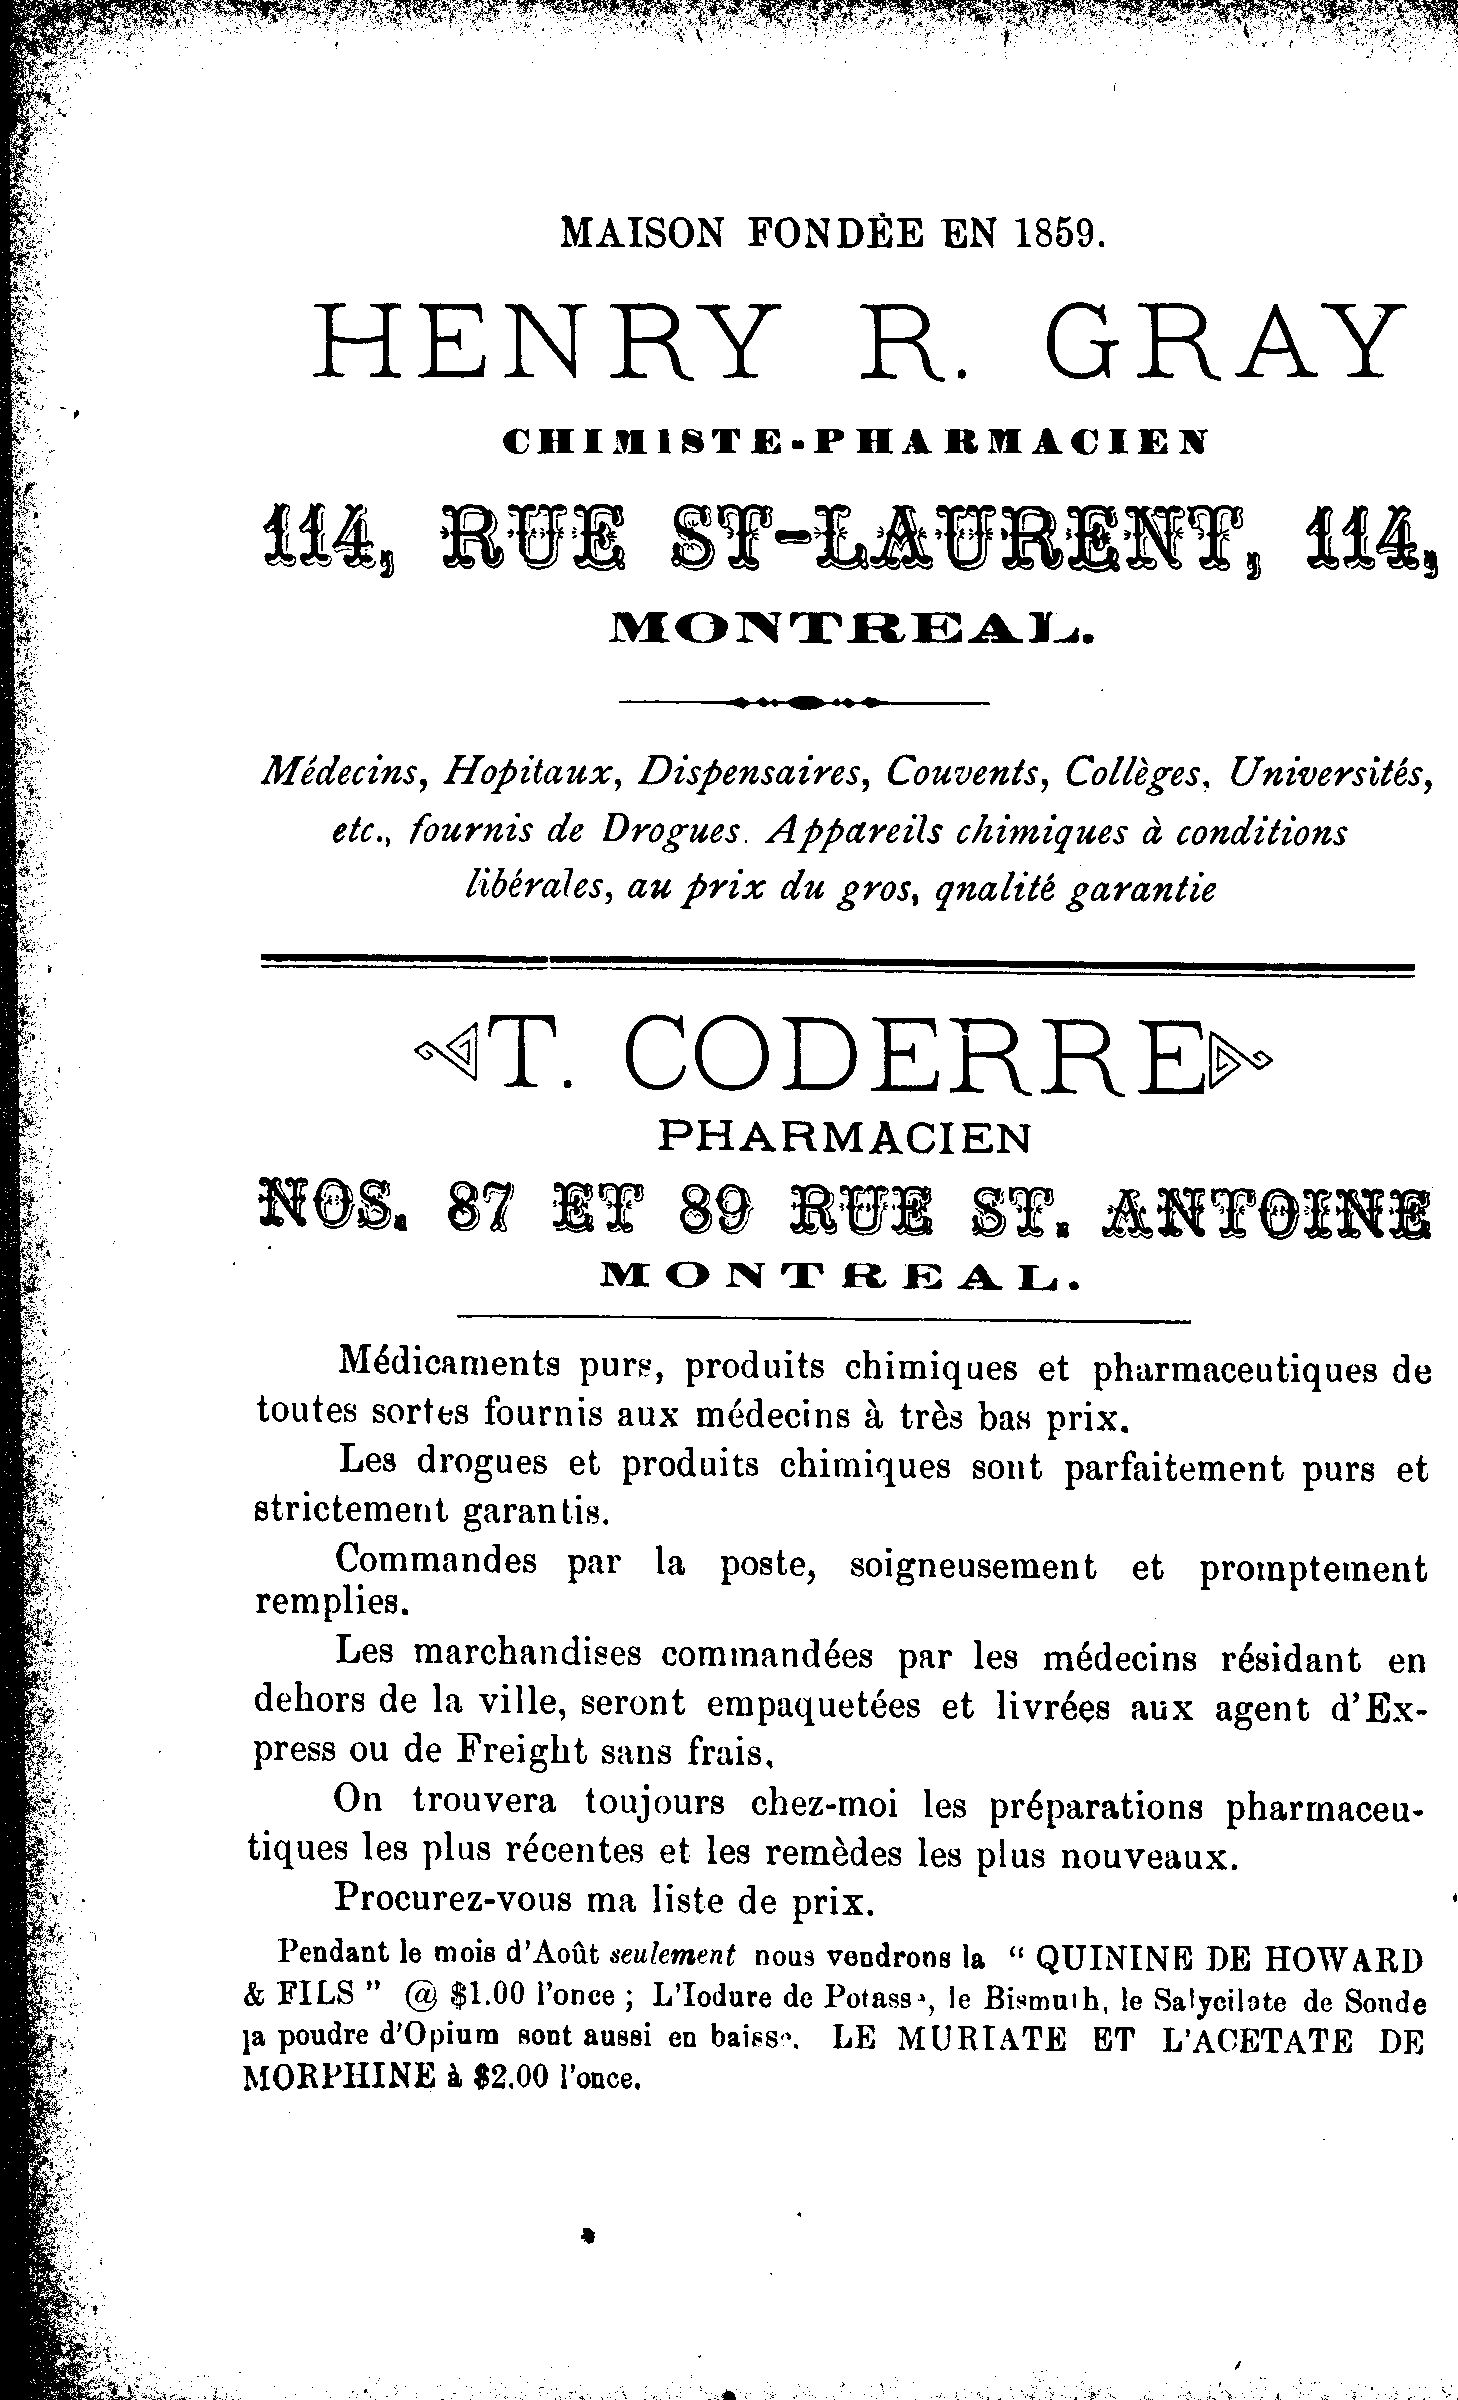 MAISON FONDÉE EN 1859.
HENRY R. GRAY
CHIMISTE-PHARMACIEN
114, RUE ST-LAURENT, 114,
MONTREAL.
Médecins, Hopitaux, Dispensaires, Couvents, Collèges, Universités,
etc., fournis de Drogues. Appareils chimiques à conditions
libérales, au prix du gros, qnalité garantie
T. CODERRE
PHARMACIEN
NOS. 87 ET 89 RUE ST. ANTOINE
MONTREAL.
Médicaments purs, produits chimiques et pharmaceutiques de
toutes sortes fournis aux médecins à très bas prix.
Les drogues et produits chimiques sont parfaitement purs et
strictement garantis.
Commandes par la poste, soigneusement et promptement
remplies.
Les marchandises commandées par les médecins résidant en
dehors de la ville, seront empaquetées et livrées aux agent d'Ex-
press ou de Freight sans frais.
On trouvera toujours chez-moi les préparations pharmaceu-
tiques les plus récentes et les remèdes les plus nouveaux.
Procurez-vous ma liste de prix.
Pendant le mois d'Août seulement nous vendrons la " QUININE DE HOWARD
& FILS " @ $1.00 l'once ; L'Iodure de Potassa, le Bismuth, le Salycilate de Soude
la poudre d'Opium sont aussi en baisse. LE MURIATE ET L'ACETATE DE
MORPHINE à $2.00 l'once.